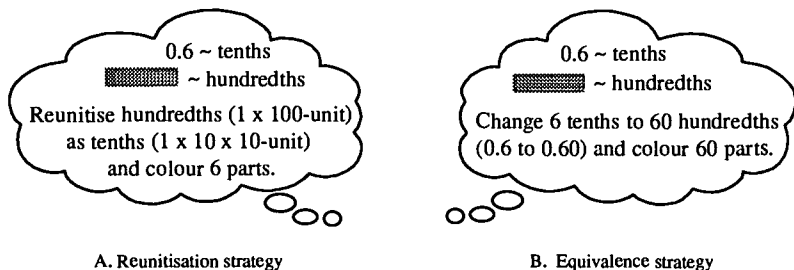 0.6 ~ tenths
~ hundredths
Reunitise hundredths (1 x 100-unit)
as tenths (1 x 10 x 10-unit)
and colour 6 parts.
A. Reunitisation strategy
0.6 ~ tenths
~ hundredths
Change 6 tenths to 60 hundredths
(0.6 to 0.60) and colour 60 parts.
B. Equivalence strategy